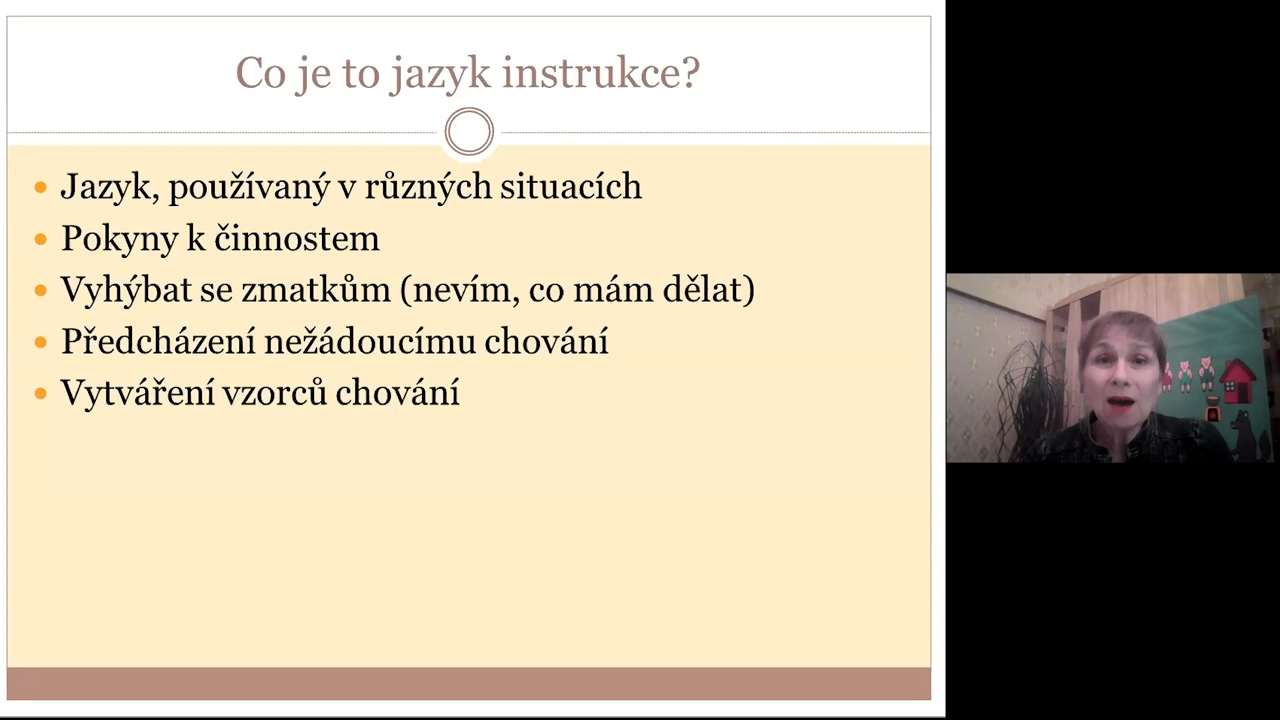 Co je to jazyk instrukce?
Jazyk, používaný v různých situacích
Pokyny k činnostem
Vyhýbat se zmatkům (nevím, co mám dělat)
Předcházení nežádoucímu chování
Vytváření vzorců chování